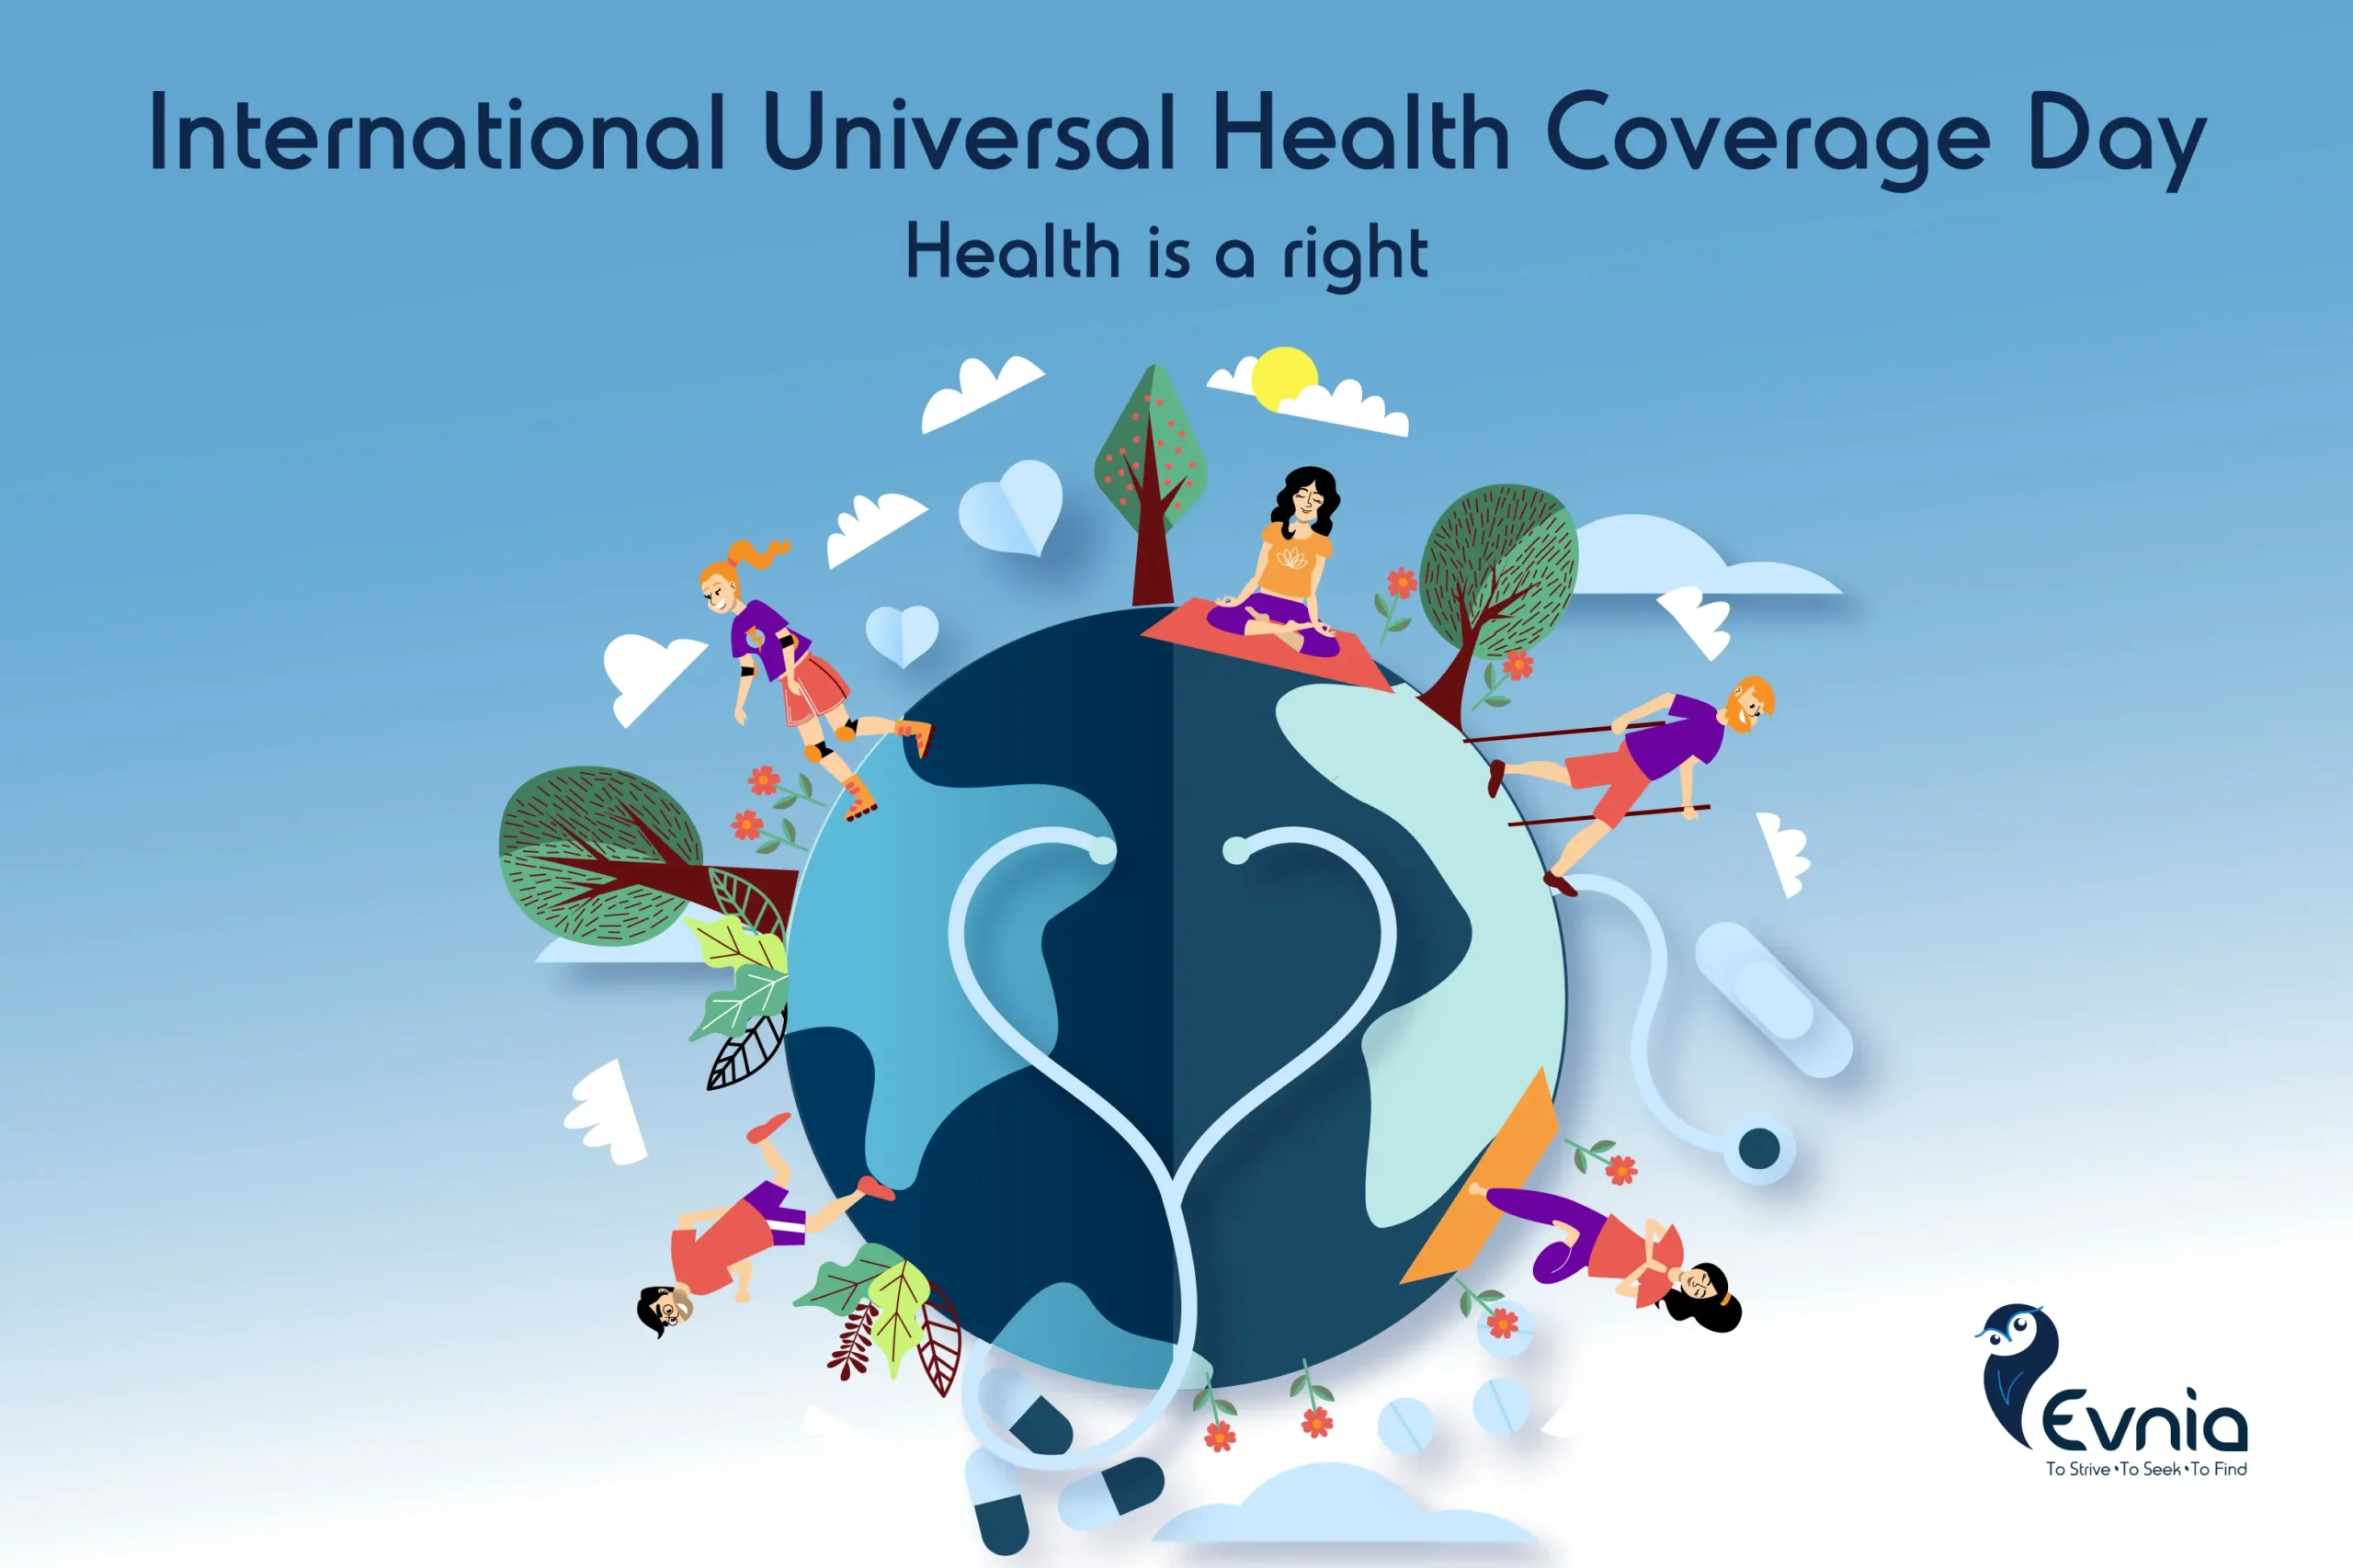 International Universal Health Coverage Day
Health is a right
Evnia
To Strive •To Seek •To Find